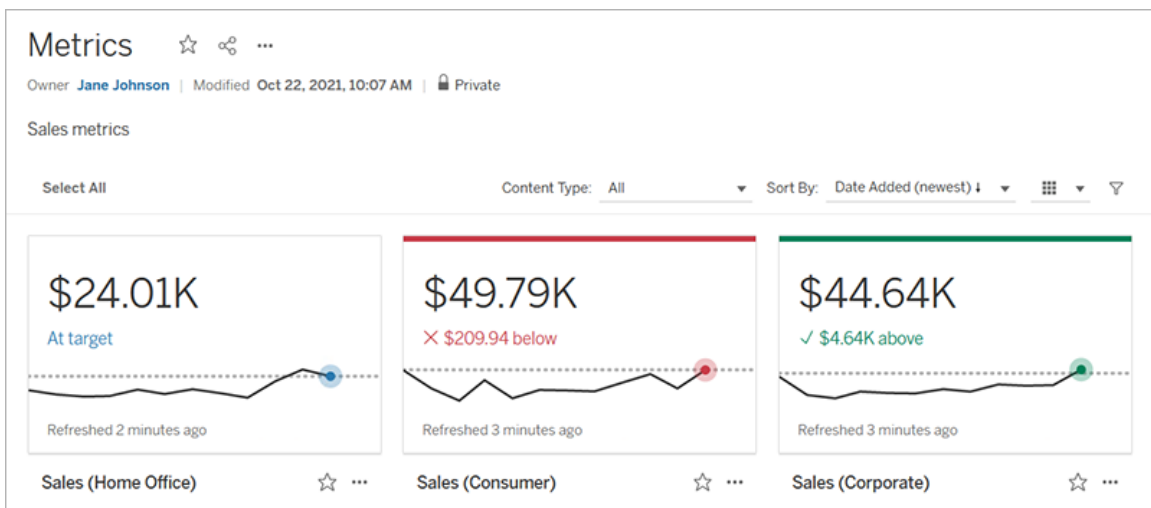 Metrics
Owner Jane Johnson | Modified Oct 22, 2021, 10:07 AM | Private
Sales metrics
Select All Content Type: All Sort By: Date Added (newest) ↓
$24.01K $49.79K $44.64K
At target × $209.94 below ✓ $4.64K above
Refreshed 2 minutes ago Refreshed 3 minutes ago Refreshed 3 minutes ago
Sales (Home Office) Sales (Consumer) Sales (Corporate)